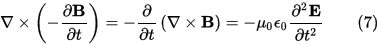 ∇ × (−∂𝐁/∂t) = −∂/∂t (∇ × 𝐁) = −μ₀ϵ₀ ∂²𝐄/∂t² (7)